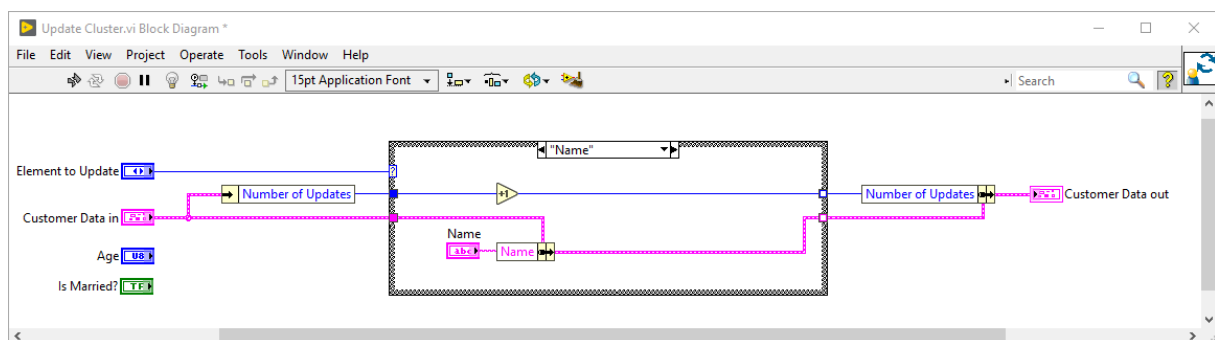 Update Cluster.vi Block Diagram *
File Edit View Project Operate Tools Window Help
15pt Application Font
Search
"Name"
Element to Update
?
Number of Updates
+1
Number of Updates
Customer Data out
Customer Data in
Name
abc
Name
Age
U8
Is Married?
TF